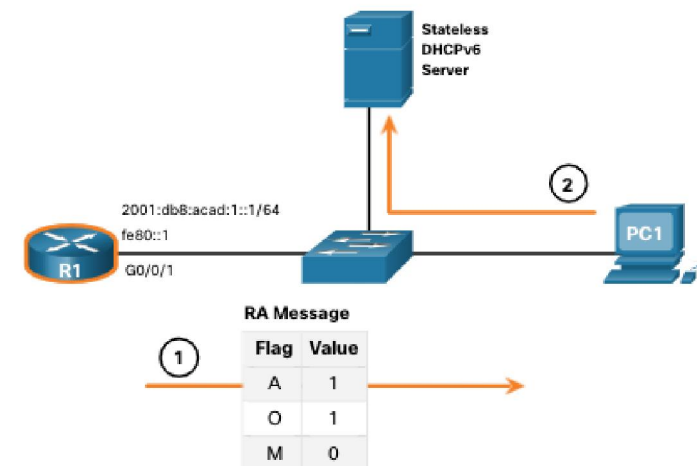 Stateless
DHCPv6
Server
2
2001:db8:acad:1::1/64
fe80::1
PC1
R1
G0/0/1
RA Message
1
Flag Value
A 1
O 1
M 0